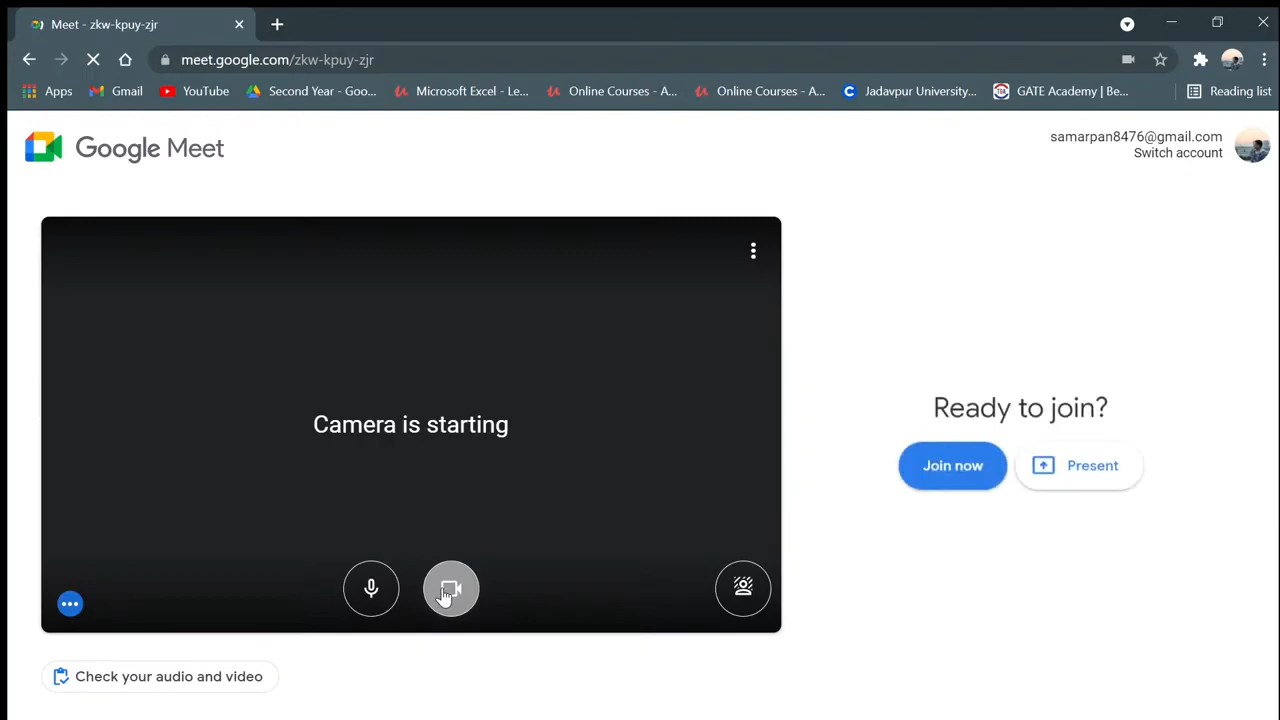 Meet - zkw-kpuy-zjr
meet.google.com/zkw-kpuy-zjr
Apps Gmail YouTube Second Year - Goo... Microsoft Excel - Le... Online Courses - A... Online Courses - A... Jadavpur University,... GATE Academy | Be... Reading list
Google Meet
samarpan8476@gmail.com
Switch account
Camera is starting
Ready to join?
Join now Present
Check your audio and video